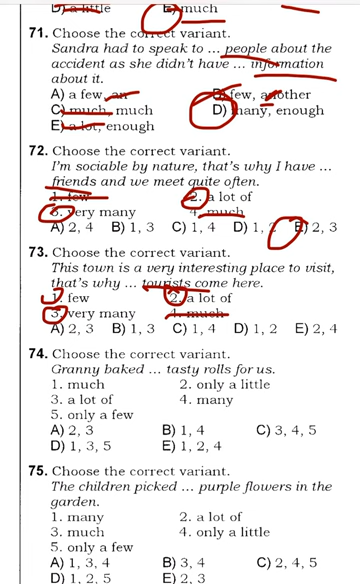 D) a little E) much
71. Choose the correct variant.
Sandra had to speak to ... people about the
accident as she didn't have ... information
about it.
A) a few, an B) few, another
C) much, much D) many, enough
E) a lot, enough
72. Choose the correct variant.
I'm sociable by nature, that's why I have ...
friends and we meet quite often.
1. few 2. a lot of
3. very many 4. much
A) 2, 4 B) 1, 3 C) 1, 4 D) 1, 2 E) 2, 3
73. Choose the correct variant.
This town is a very interesting place to visit,
that's why ... tourists come here.
1. few 2. a lot of
3. very many 4. much
A) 2, 3 B) 1, 3 C) 1, 4 D) 1, 2 E) 2, 4
74. Choose the correct variant.
Granny baked ... tasty rolls for us.
1. much 2. only a little
3. a lot of 4. many
5. only a few
A) 2, 3 B) 1, 4 C) 3, 4, 5
D) 1, 3, 5 E) 1, 2, 4
75. Choose the correct variant.
The children picked ... purple flowers in the
garden.
1. many 2. a lot of
3. much 4. only a little
5. only a few
A) 1, 3, 4 B) 3, 4 C) 2, 4, 5
D) 1, 2, 5 E) 2, 3